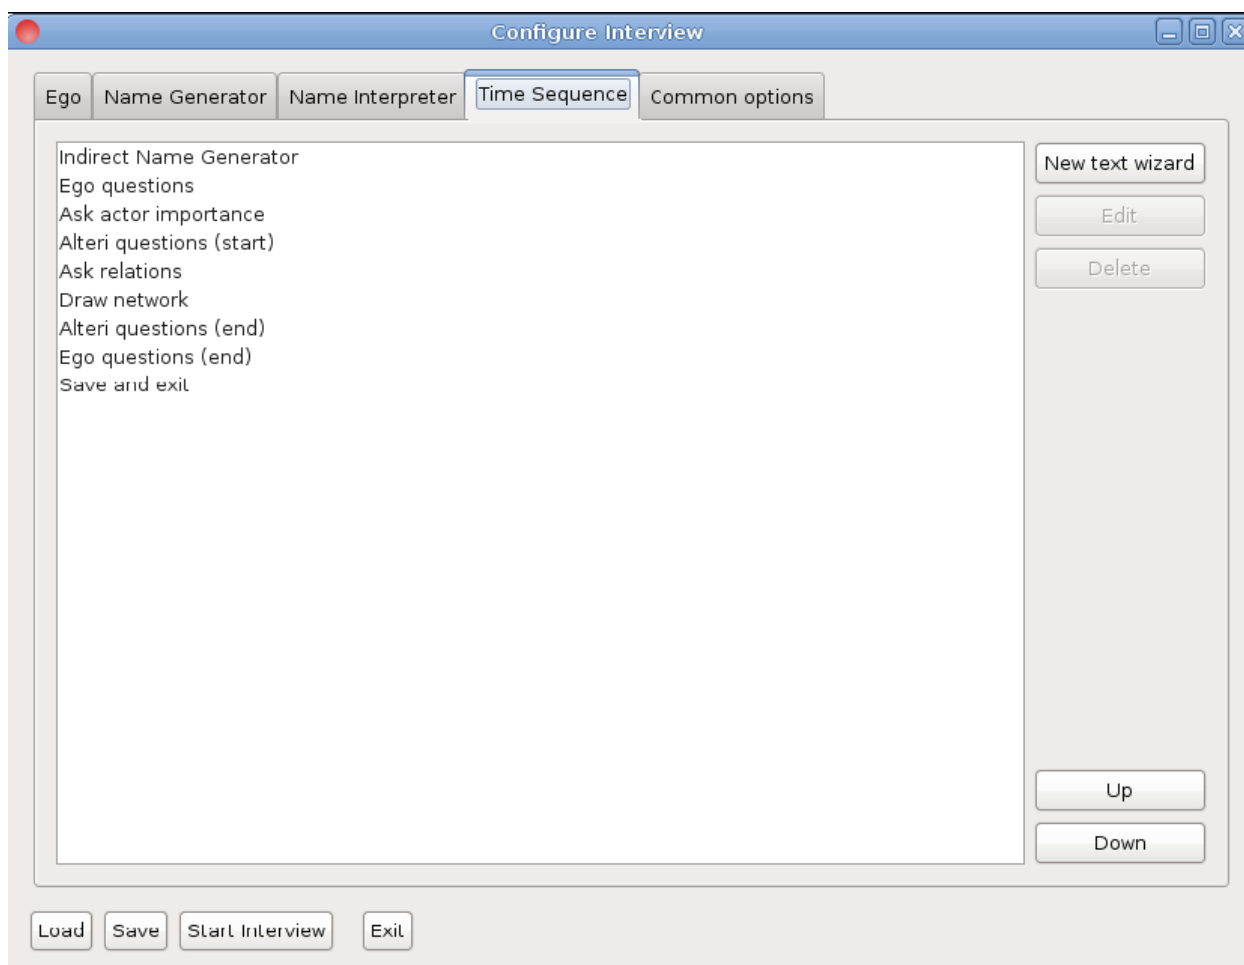 Configure Interview
Ego Name Generator Name Interpreter Time Sequence Common options
Indirect Name Generator
Ego questions
Ask actor importance
Alteri questions (start)
Ask relations
Draw network
Alteri questions (end)
Ego questions (end)
Save and exit
New text wizard
Edit
Delete
Up
Down
Load Save Start Interview Exit